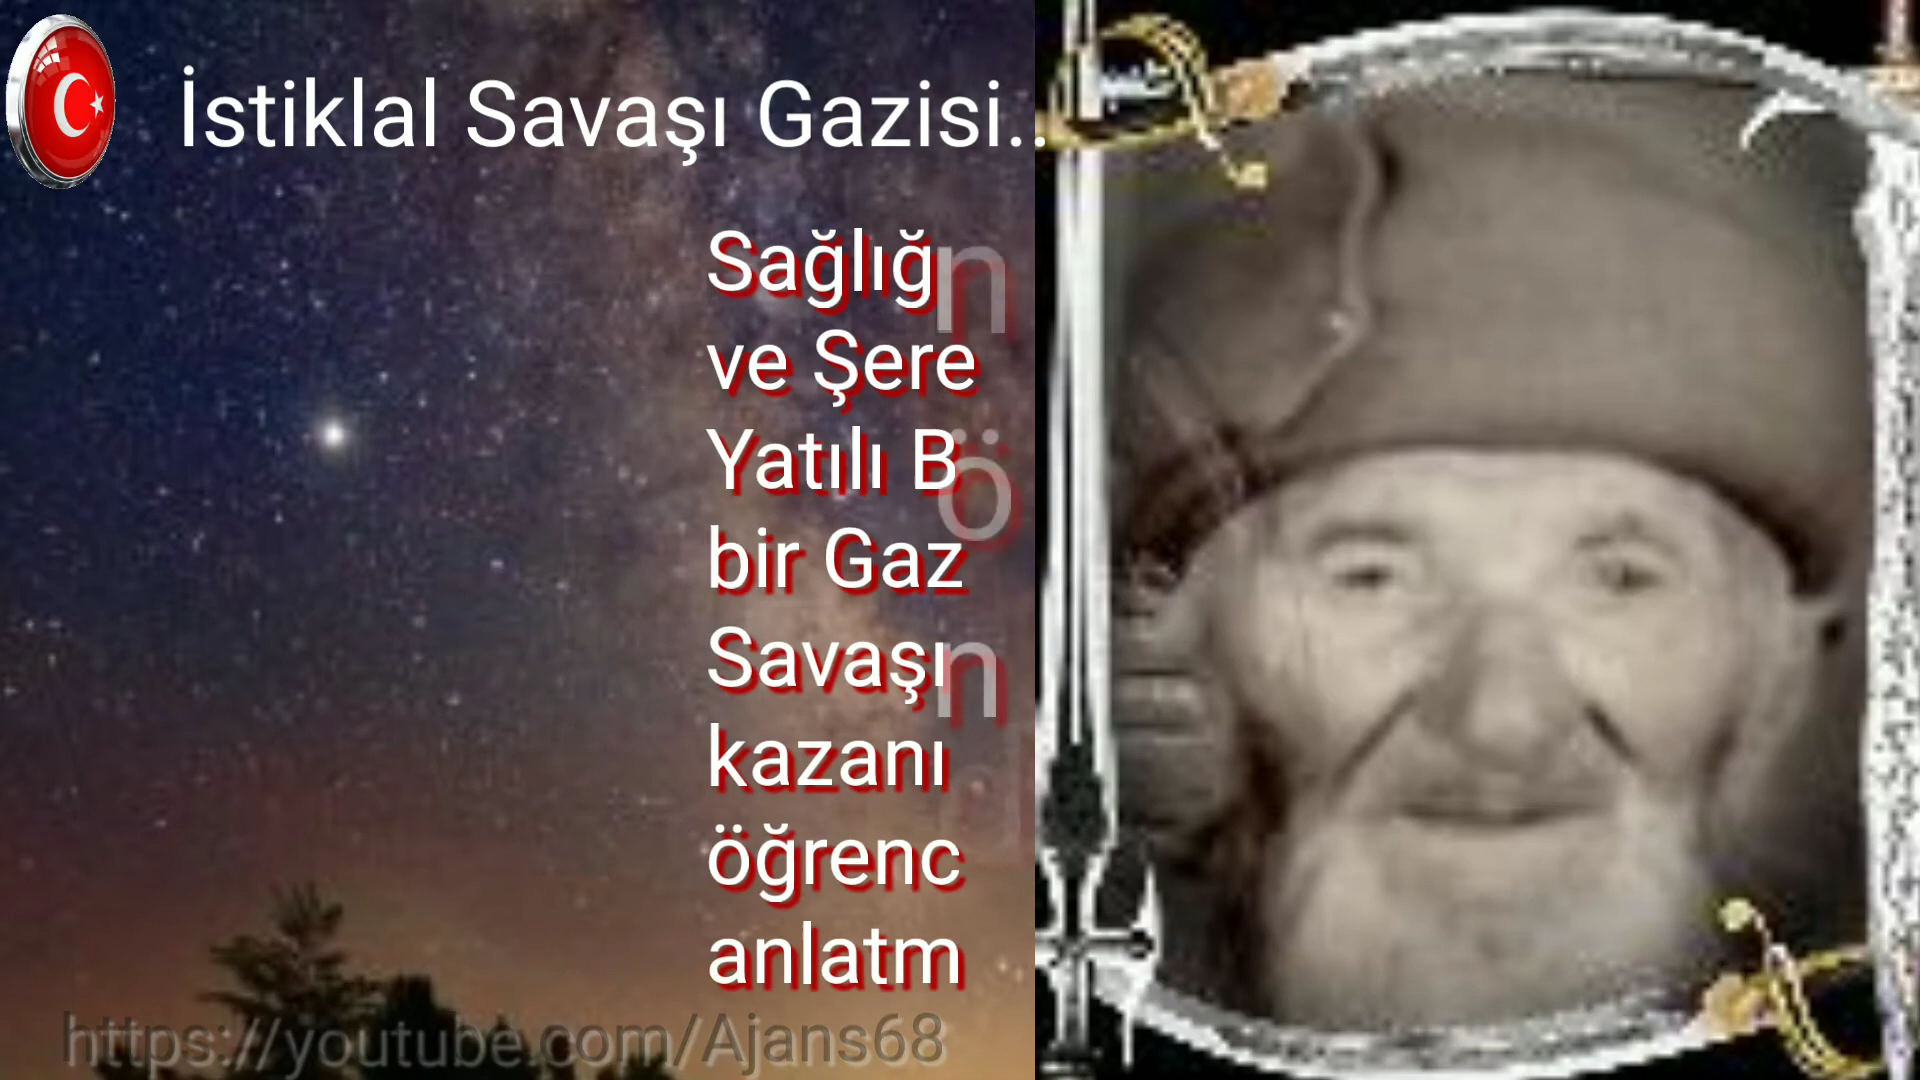 İstiklal Savaşı Gazisi..
Sağlığ
ve Şere
Yatılı B
bir Gaz
Savaşı
kazanı
öğrenc
anlatm
n
ö
n
https://youtube.com/Ajans68